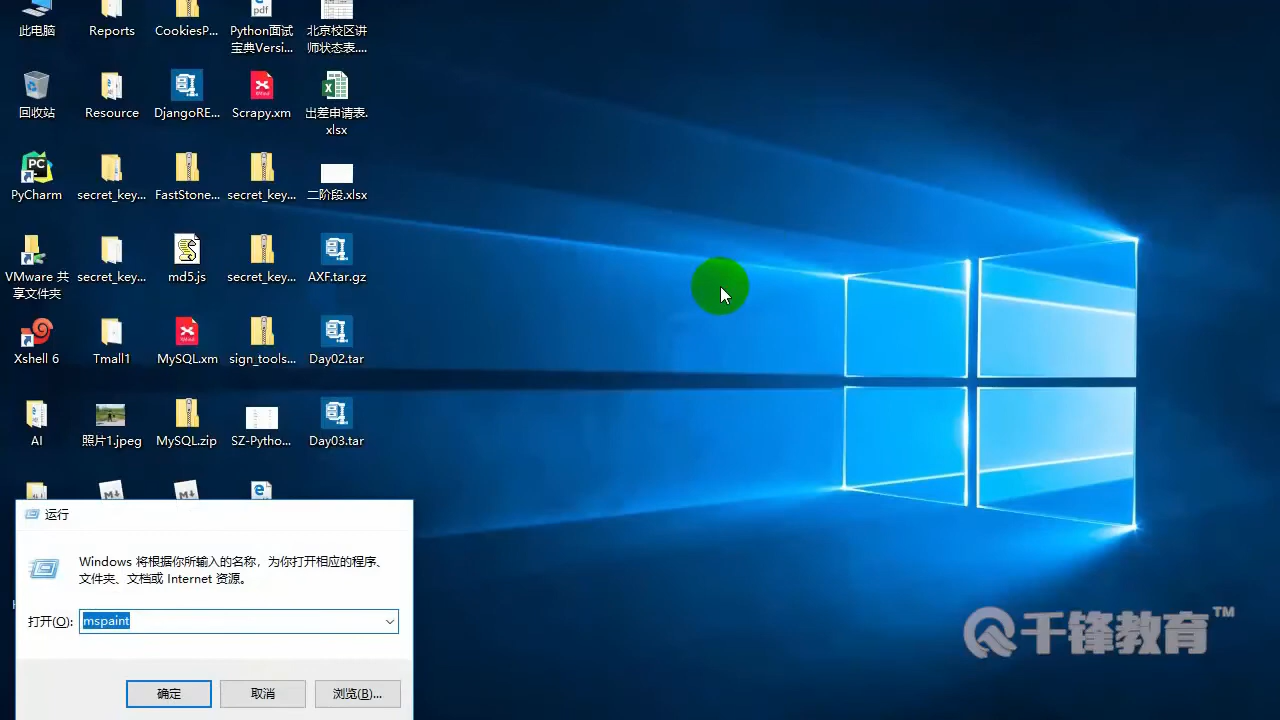 此电脑
Reports
CookiesP...
Python面试
宝典Versi...
北京校区讲
师状态表....
回收站
Resource
DjangoRE...
Scrapy.xm
出差申请表.
xlsx
PyCharm
secret_key...
FastStone...
secret_key...
二阶段.xlsx
VMware 共
享文件夹
secret_key...
md5.js
secret_key...
AXF.tar.gz
Xshell 6
Tmall1
MySQL.xm
sign_tools...
Day02.tar
AI
照片1.jpeg
MySQL.zip
SZ-Pytho...
Day03.tar
运行
Windows 将根据你所输入的名称，为你打开相应的程序、
文件夹、文档或 Internet 资源。
打开(O):
mspaint
确定
取消
浏览(B)...
千锋教育™